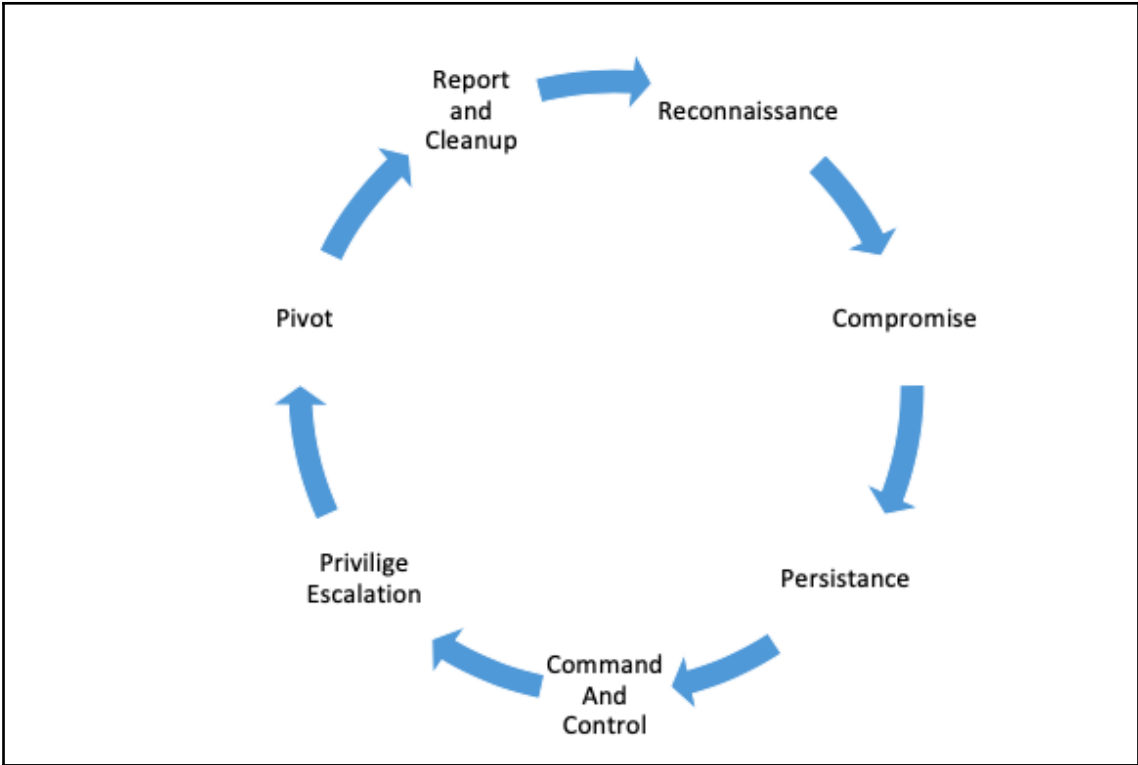 Report
and
Cleanup
Reconnaissance
Compromise
Persistance
Command
And
Control
Privilige
Escalation
Pivot